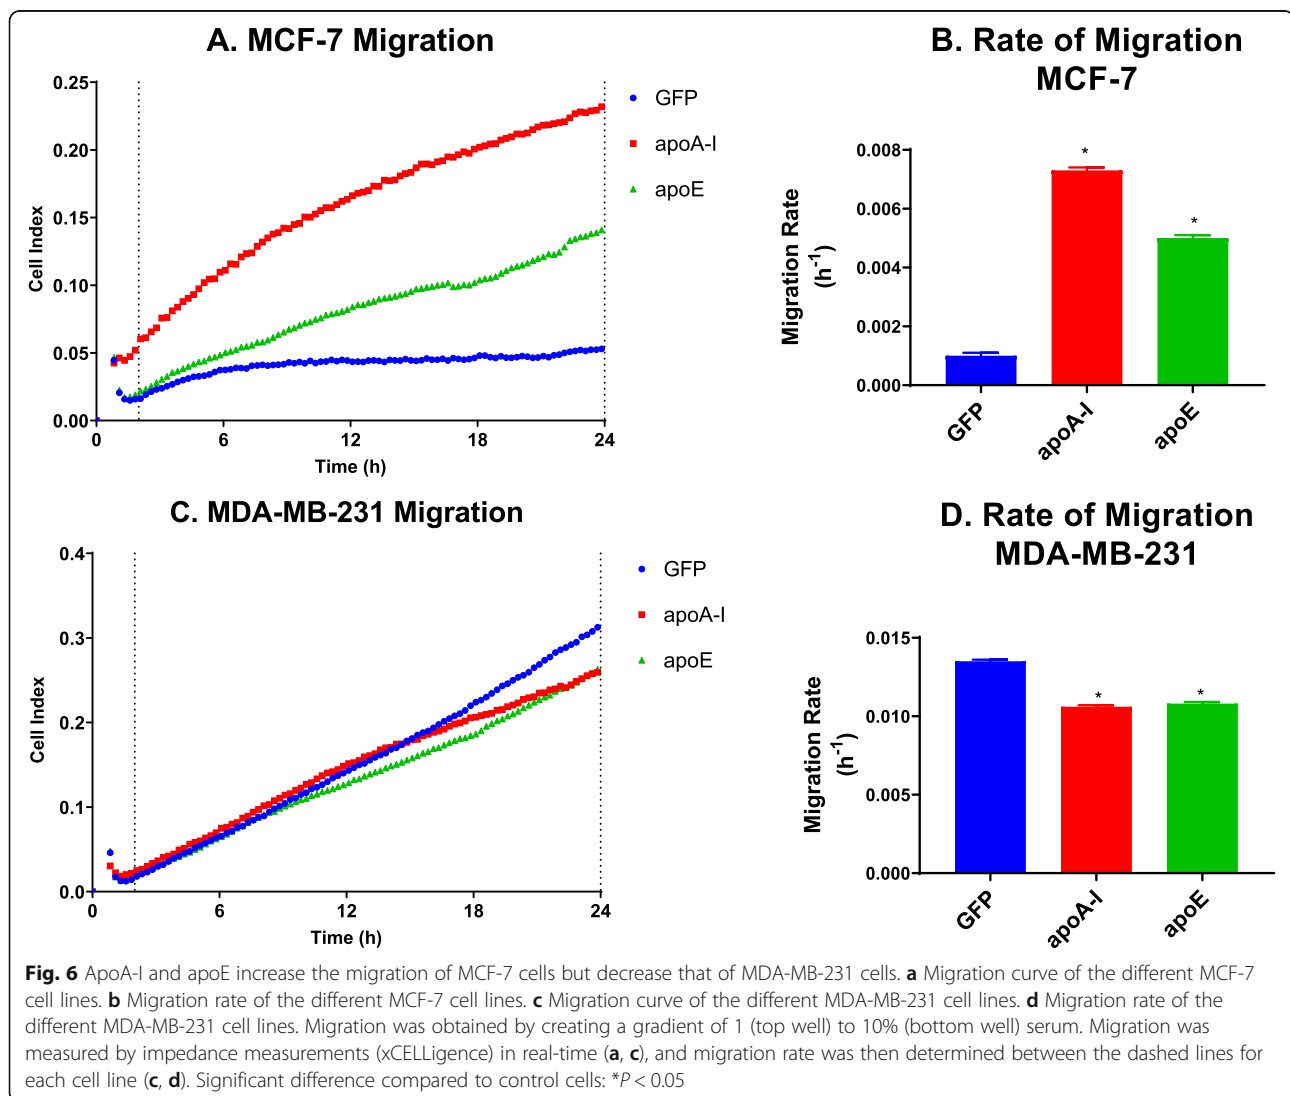 A. MCF-7 Migration
0.25
0.20
0.15
0.10
0.05
0.00
Cell Index
0 6 12 18 24
Time (h)
GFP
apoA-I
apoE
B. Rate of Migration
MCF-7
0.008
0.006
0.004
0.002
0.000
Migration Rate
(h-1)
*
*
GFP
apoA-I
apoE
C. MDA-MB-231 Migration
0.4
0.3
0.2
0.1
0.0
Cell Index
0 6 12 18 24
Time (h)
GFP
apoA-I
apoE
D. Rate of Migration
MDA-MB-231
0.015
0.010
0.005
0.000
Migration Rate
(h-1)
*
*
GFP
apoA-I
apoE
Fig. 6 ApoA-I and apoE increase the migration of MCF-7 cells but decrease that of MDA-MB-231 cells. a Migration curve of the different MCF-7
cell lines. b Migration rate of the different MCF-7 cell lines. c Migration curve of the different MDA-MB-231 cell lines. d Migration rate of the
different MDA-MB-231 cell lines. Migration was obtained by creating a gradient of 1 (top well) to 10% (bottom well) serum. Migration was
measured by impedance measurements (xCELLigence) in real-time (a, c), and migration rate was then determined between the dashed lines for
each cell line (c, d). Significant difference compared to control cells: *P < 0.05